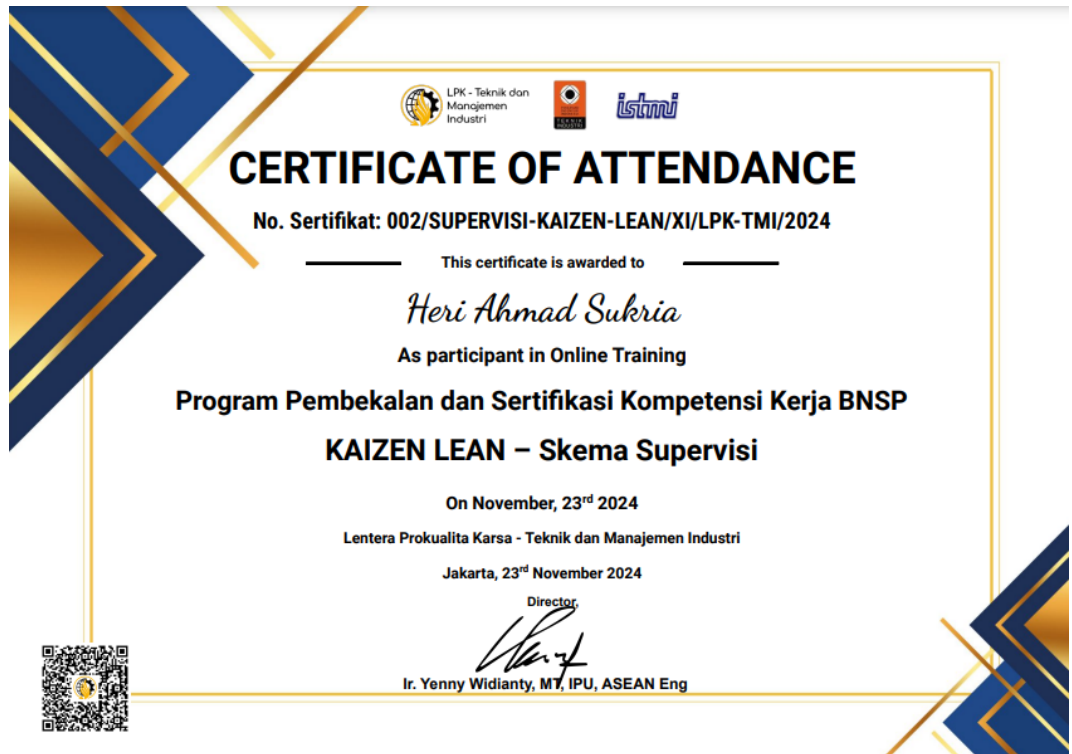 LPK - Teknik dan
Manajemen
Industri
TEKNIK
INDUSTRI
istmi
CERTIFICATE OF ATTENDANCE
No. Sertifikat: 002/SUPERVISI-KAIZEN-LEAN/XI/LPK-TMI/2024
This certificate is awarded to
Heri Ahmad Sukria
As participant in Online Training
Program Pembekalan dan Sertifikasi Kompetensi Kerja BNSP
KAIZEN LEAN – Skema Supervisi
On November, 23rd 2024
Lentera Prokualita Karsa - Teknik dan Manajemen Industri
Jakarta, 23rd November 2024
Director,
Ir. Yenny Widianty, MT, IPU, ASEAN Eng